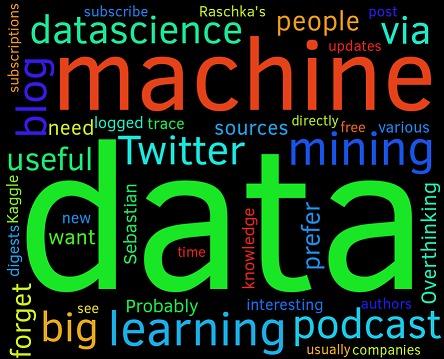 subscriptions
subscribe
Raschka's
people
post
datascience
via
updates
machine
blog
need
logged
trace
sources
directly
free
various
useful
Twitter
mining
Kaggle
data
digests
new
want
Sebastian
time
knowledge
prefer
Overthinking
forget
see
Probably
interesting
authors
big
learning
podcast
usually
companies